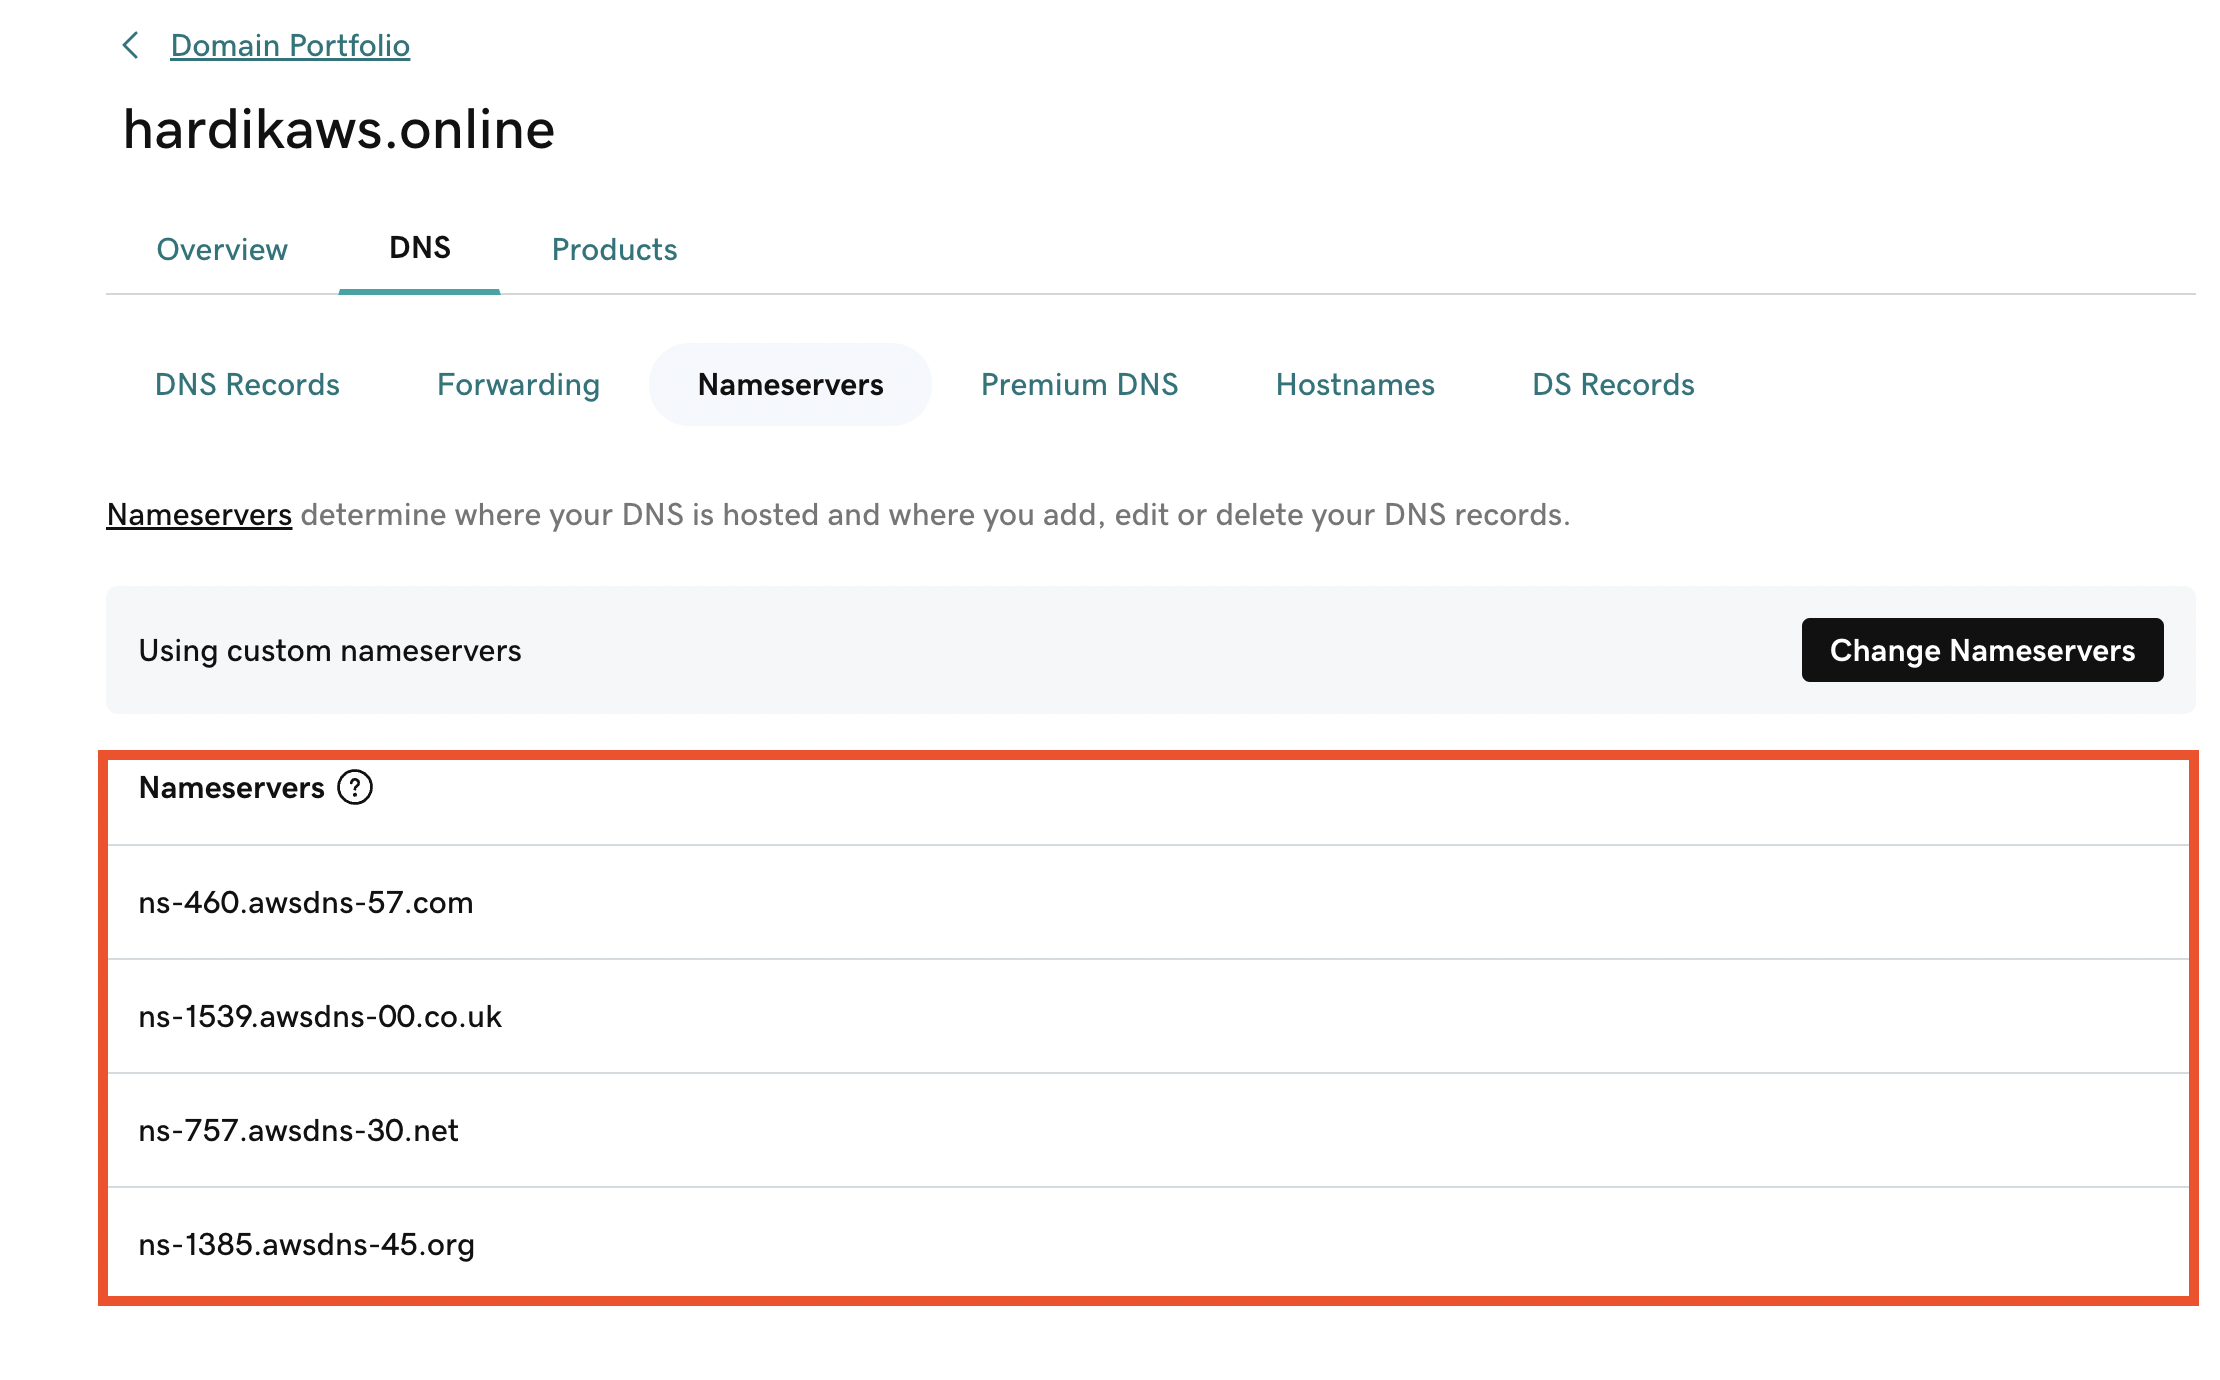 Domain Portfolio
hardikaws.online
Overview DNS Products
DNS Records Forwarding Nameservers Premium DNS Hostnames DS Records
Nameservers determine where your DNS is hosted and where you add, edit or delete your DNS records.
Using custom nameservers Change Nameservers
Nameservers ?
ns-460.awsdns-57.com
ns-1539.awsdns-00.co.uk
ns-757.awsdns-30.net
ns-1385.awsdns-45.org